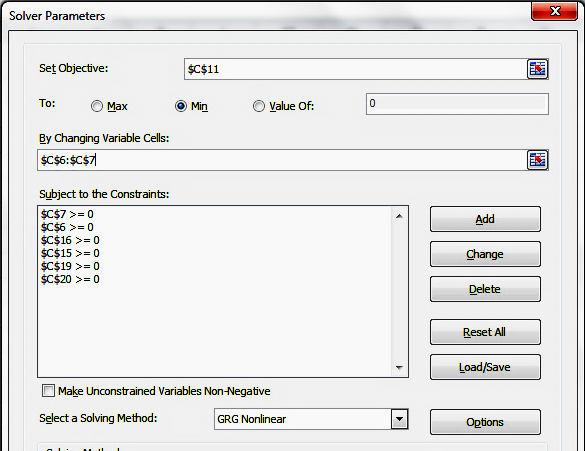 Solver Parameters
Set Objective: $C$11
To: Max Min Value Of: 0
By Changing Variable Cells:
$C$6:$C$7
Subject to the Constraints:
$C$7 >= 0
$C$6 >= 0
$C$16 >= 0
$C$15 >= 0
$C$19 >= 0
$C$20 >= 0
Add
Change
Delete
Reset All
Load/Save
Make Unconstrained Variables Non-Negative
Select a Solving Method: GRG Nonlinear Options